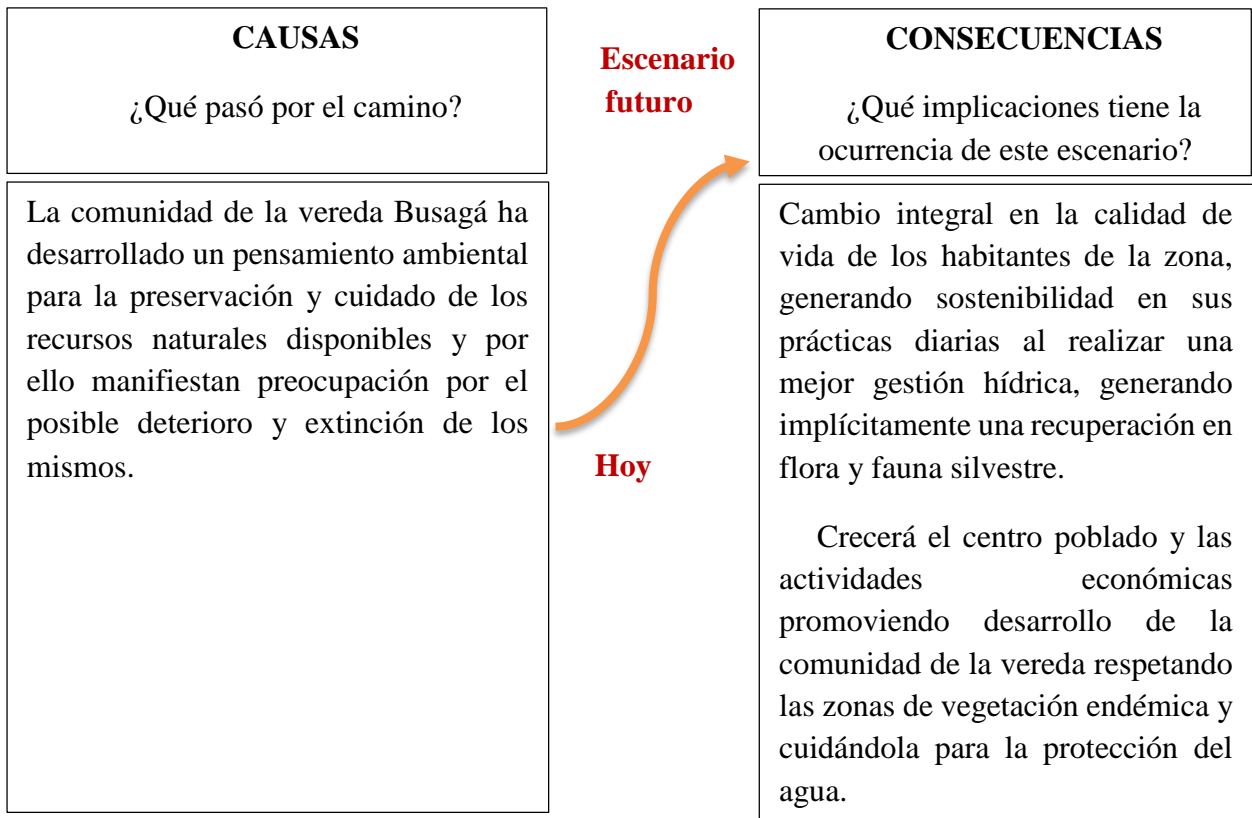 CAUSAS
¿Qué pasó por el camino?
La comunidad de la vereda Busagá ha
desarrollado un pensamiento ambiental
para la preservación y cuidado de los
recursos naturales disponibles y por
ello manifiestan preocupación por el
posible deterioro y extinción de los
mismos.
Escenario
futuro
Hoy
CONSECUENCIAS
¿Qué implicaciones tiene la
ocurrencia de este escenario?
Cambio integral en la calidad de
vida de los habitantes de la zona,
generando sostenibilidad en sus
prácticas diarias al realizar una
mejor gestión hídrica, generando
implícitamente una recuperación en
flora y fauna silvestre.
Crecerá el centro poblado y las
actividades económicas
promoviendo desarrollo de la
comunidad de la vereda respetando
las zonas de vegetación endémica y
cuidándola para la protección del
agua.